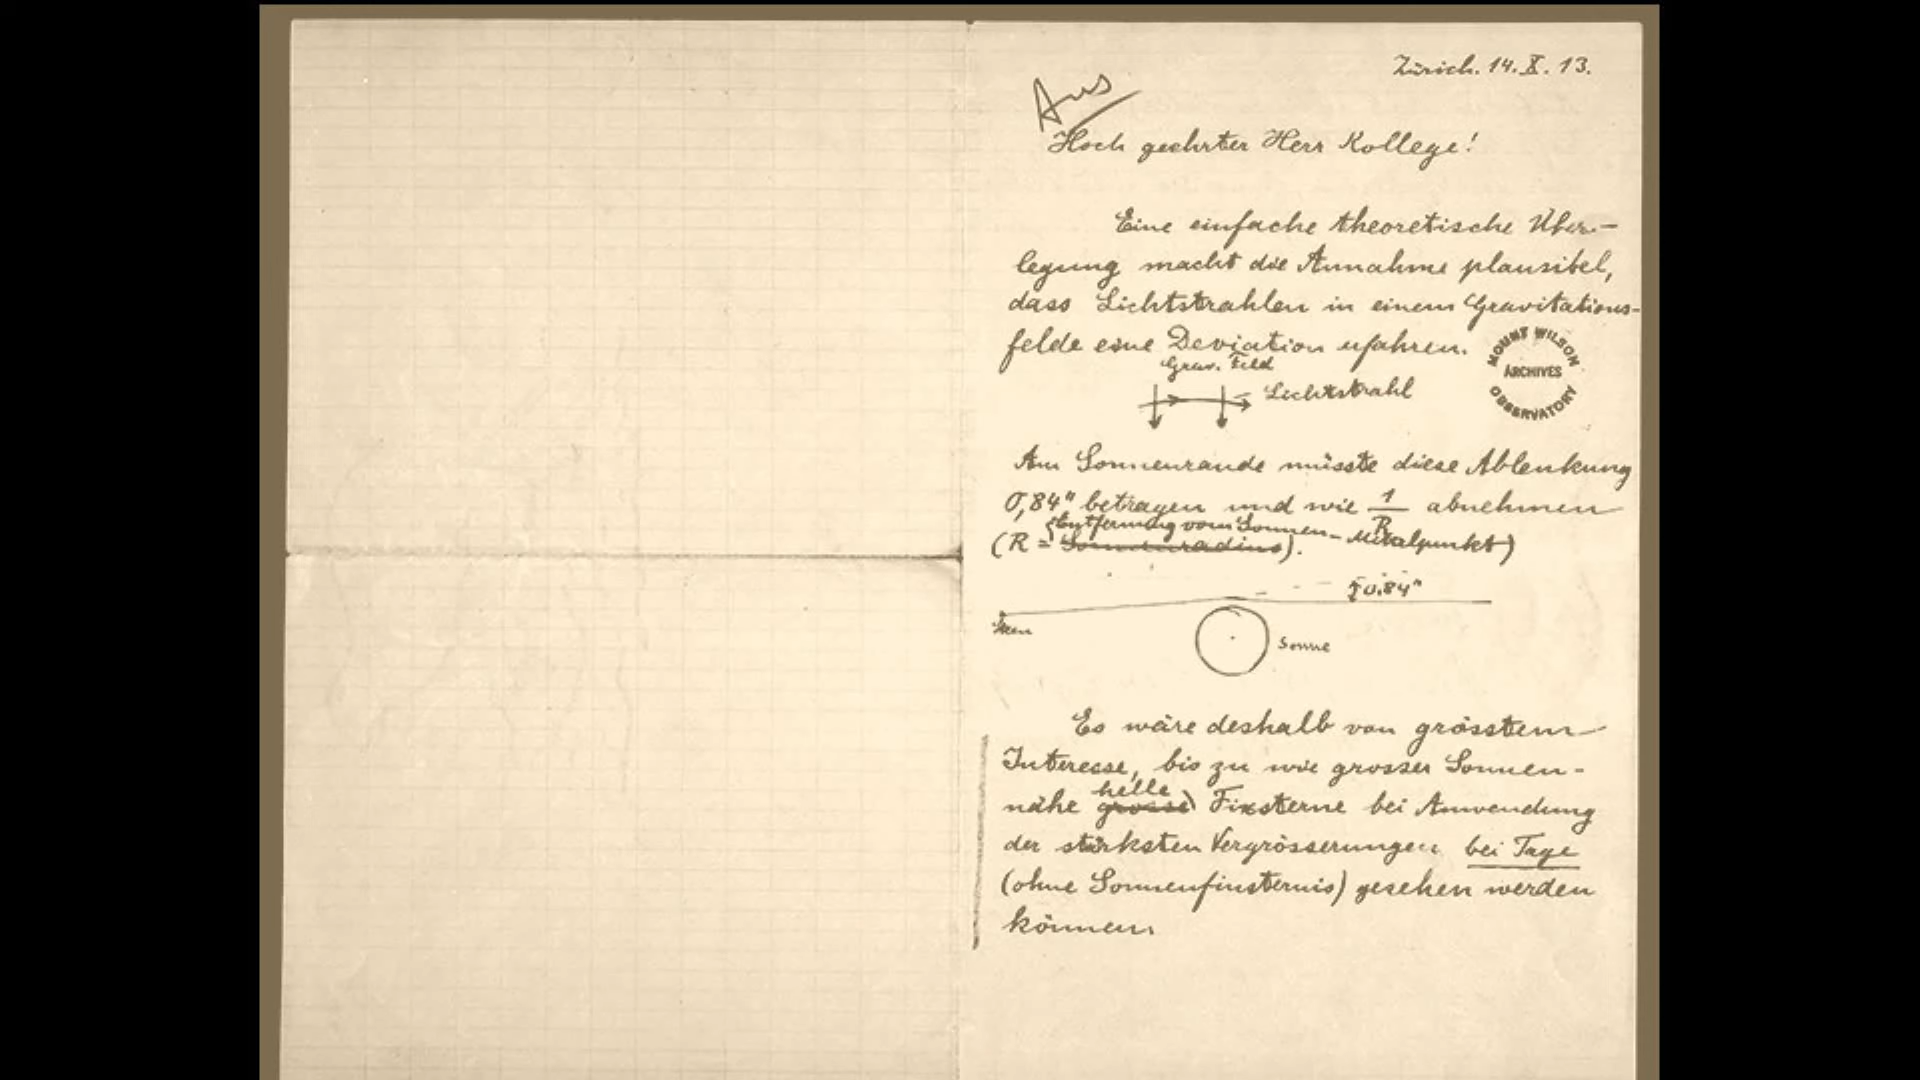 Zürich. 14. X. 13.
Hoch geehrter Herr Kollege!
Eine einfache theoretische Über-
legung macht die Annahme plausibel,
dass Lichtstrahlen in einem Gravitations-
felde eine Deviation erfahren.
Grav. Feld
Lichtstrahl
MOUNT WILSON
ARCHIVES
OBSERVATORY
Am Sonnenrande müsste diese Ablenkung
0,84" betragen und wie 1/R abnehmen
(R = Entfernung vom Sonnen-Mittelpunkt)
Sonnenradius).
0.84"
Stern
Sonne
Es wäre deshalb von grösstem
Interesse, bis zu wie grosser Sonnen-
nähe grosse helle Fixsterne bei Anwendung
der stärksten Vergrösserungen bei Tage
(ohne Sonnenfinsternis) gesehen werden
können.